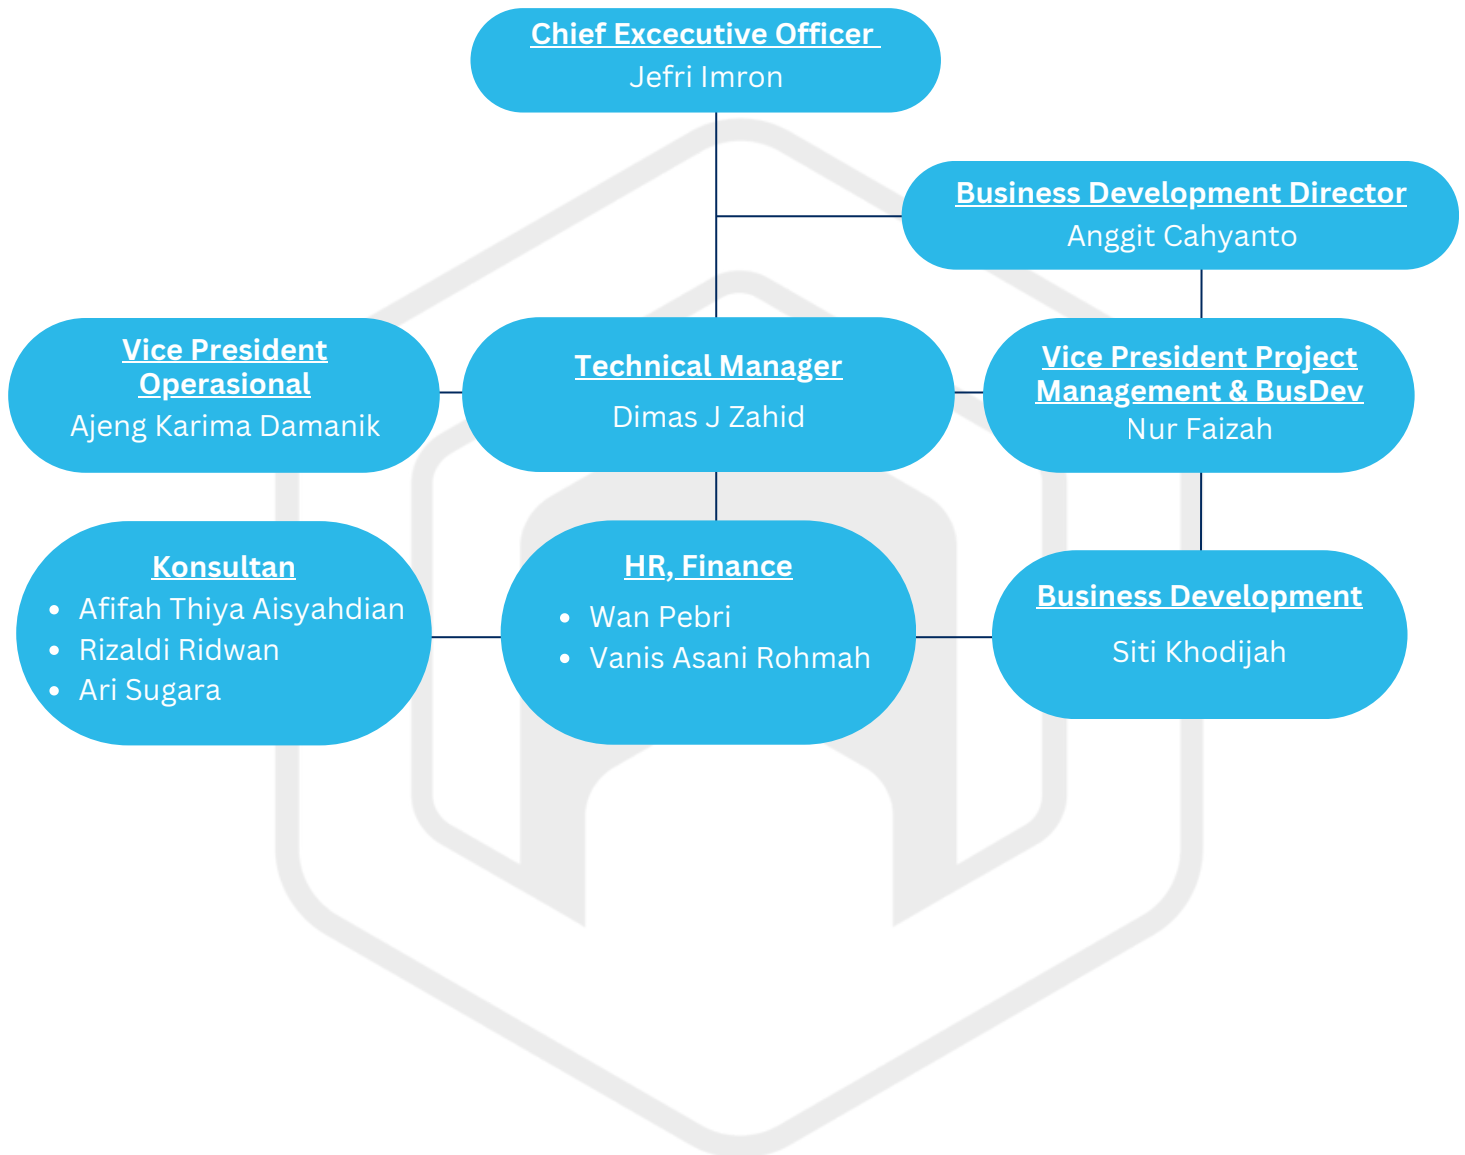 Chief Excecutive Officer
Jefri Imron
Business Development Director
Anggit Cahyanto
Vice President
Operasional
Ajeng Karima Damanik
Technical Manager
Dimas J Zahid
Vice President Project
Management & BusDev
Nur Faizah
Konsultan
• Afifah Thiya Aisyahdian
• Rizaldi Ridwan
• Ari Sugara
HR, Finance
• Wan Pebri
• Vanis Asani Rohmah
Business Development
Siti Khodijah